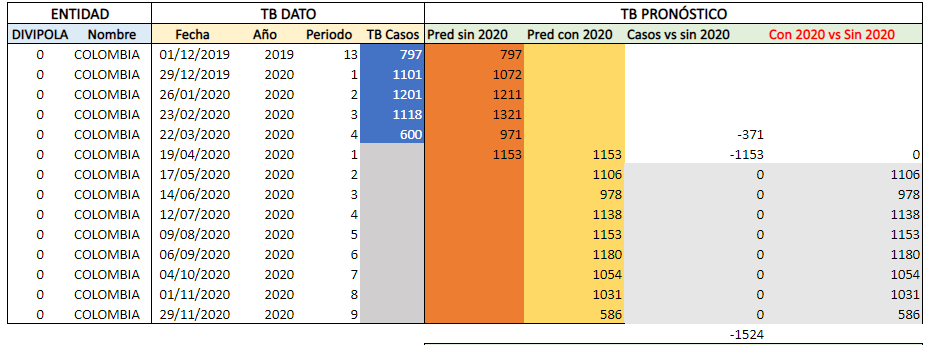 ENTIDAD TB DATO TB PRONÓSTICO
DIVIPOLA Nombre Fecha Año Periodo TB Casos Pred sin 2020 Pred con 2020 Casos vs sin 2020 Con 2020 vs Sin 2020
0 COLOMBIA 01/12/2019 2019 13 797 797
0 COLOMBIA 29/12/2019 2020 1 1101 1072
0 COLOMBIA 26/01/2020 2020 2 1201 1211
0 COLOMBIA 23/02/2020 2020 3 1118 1321
0 COLOMBIA 22/03/2020 2020 4 600 971 -371
0 COLOMBIA 19/04/2020 2020 1 1153 1153 -1153 0
0 COLOMBIA 17/05/2020 2020 2 1106 0 1106
0 COLOMBIA 14/06/2020 2020 3 978 0 978
0 COLOMBIA 12/07/2020 2020 4 1138 0 1138
0 COLOMBIA 09/08/2020 2020 5 1153 0 1153
0 COLOMBIA 06/09/2020 2020 6 1180 0 1180
0 COLOMBIA 04/10/2020 2020 7 1054 0 1054
0 COLOMBIA 01/11/2020 2020 8 1031 0 1031
0 COLOMBIA 29/11/2020 2020 9 586 0 586
-1524